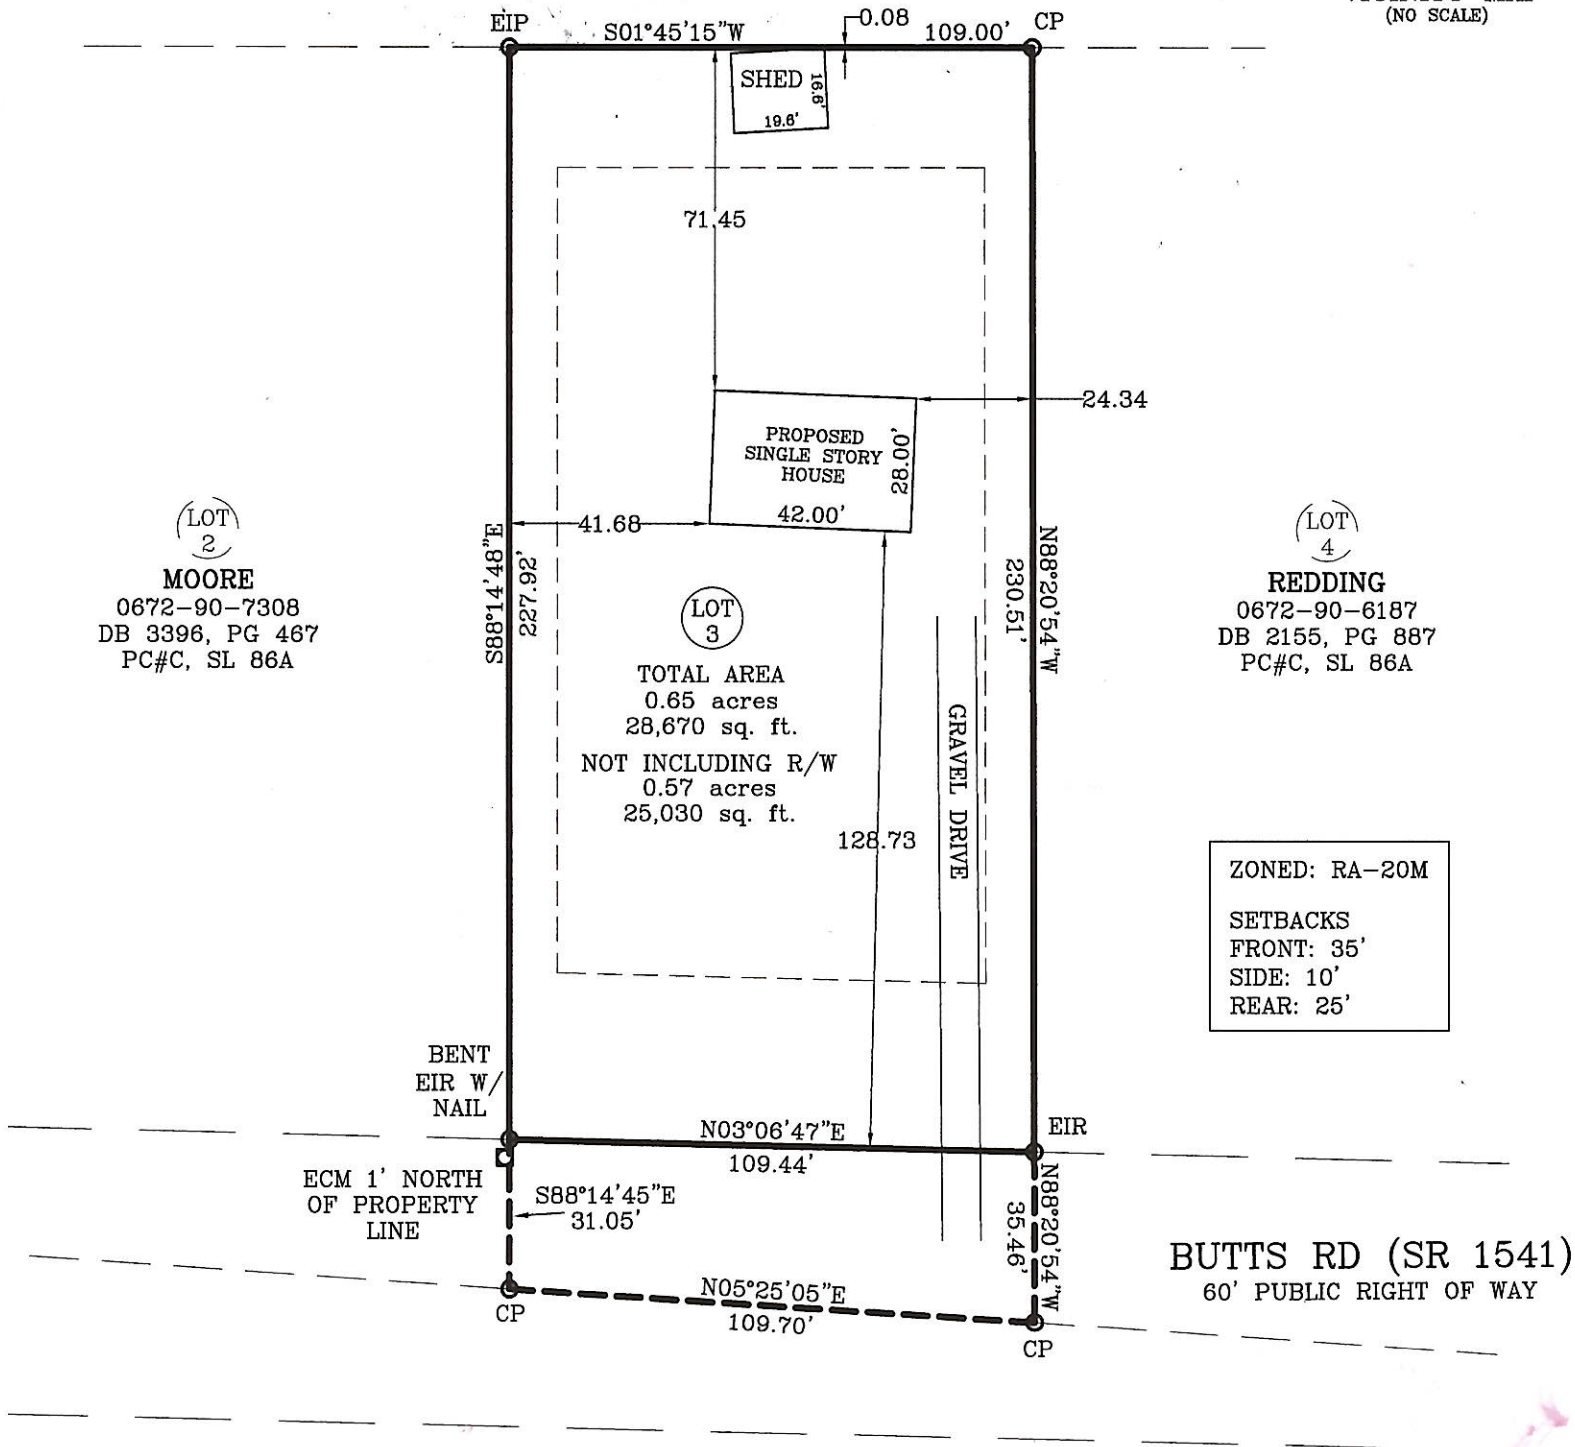 (NO SCALE)
EIP
S01°45'15"W
0.08
109.00'
CP
SHED
16.6'
19.6'
71.45
24.34
PROPOSED
SINGLE STORY
HOUSE
28.00'
42.00'
41.68
LOT
2
MOORE
0672-90-7308
DB 3396, PG 467
PC#C, SL 86A
S88°14'48"E
227.92'
LOT
3
TOTAL AREA
0.65 acres
28,670 sq. ft.
NOT INCLUDING R/W
0.57 acres
25,030 sq. ft.
128.73
GRAVEL DRIVE
N88°20'54"W
230.51'
LOT
4
REDDING
0672-90-6187
DB 2155, PG 887
PC#C, SL 86A
ZONED: RA-20M
SETBACKS
FRONT: 35'
SIDE: 10'
REAR: 25'
BENT
EIR W/
NAIL
N03°06'47"E
109.44'
EIR
ECM 1' NORTH
OF PROPERTY
LINE
S88°14'45"E
31.05'
N88°20'54"W
35.46'
BUTTS RD (SR 1541)
60' PUBLIC RIGHT OF WAY
CP
N05°25'05"E
109.70'
CP